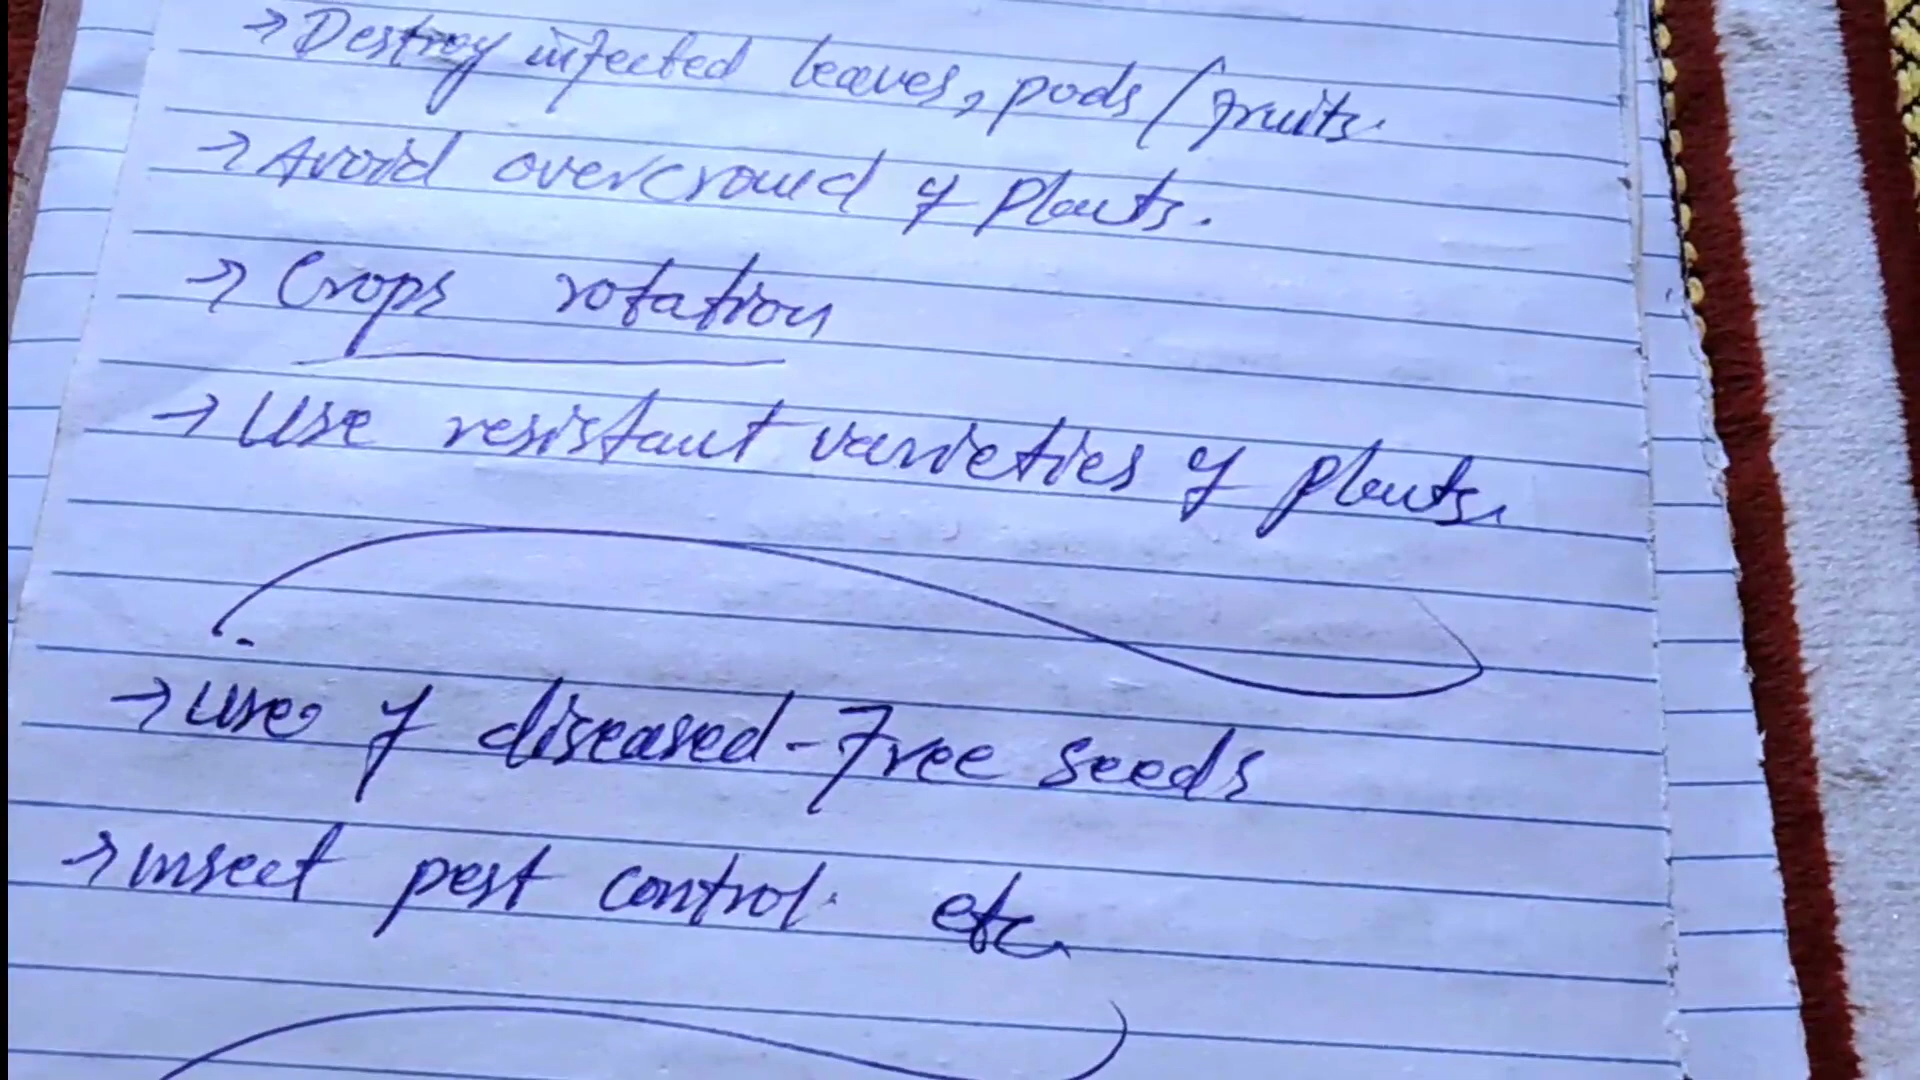 → Destroy infected leaves, pods / fruits.
→ Avoid overcrowd of plants.
→ Crops rotation
→ Use resistant varieties of plants.
→ Use of diseased-free seeds
→ insect pest control. etc.